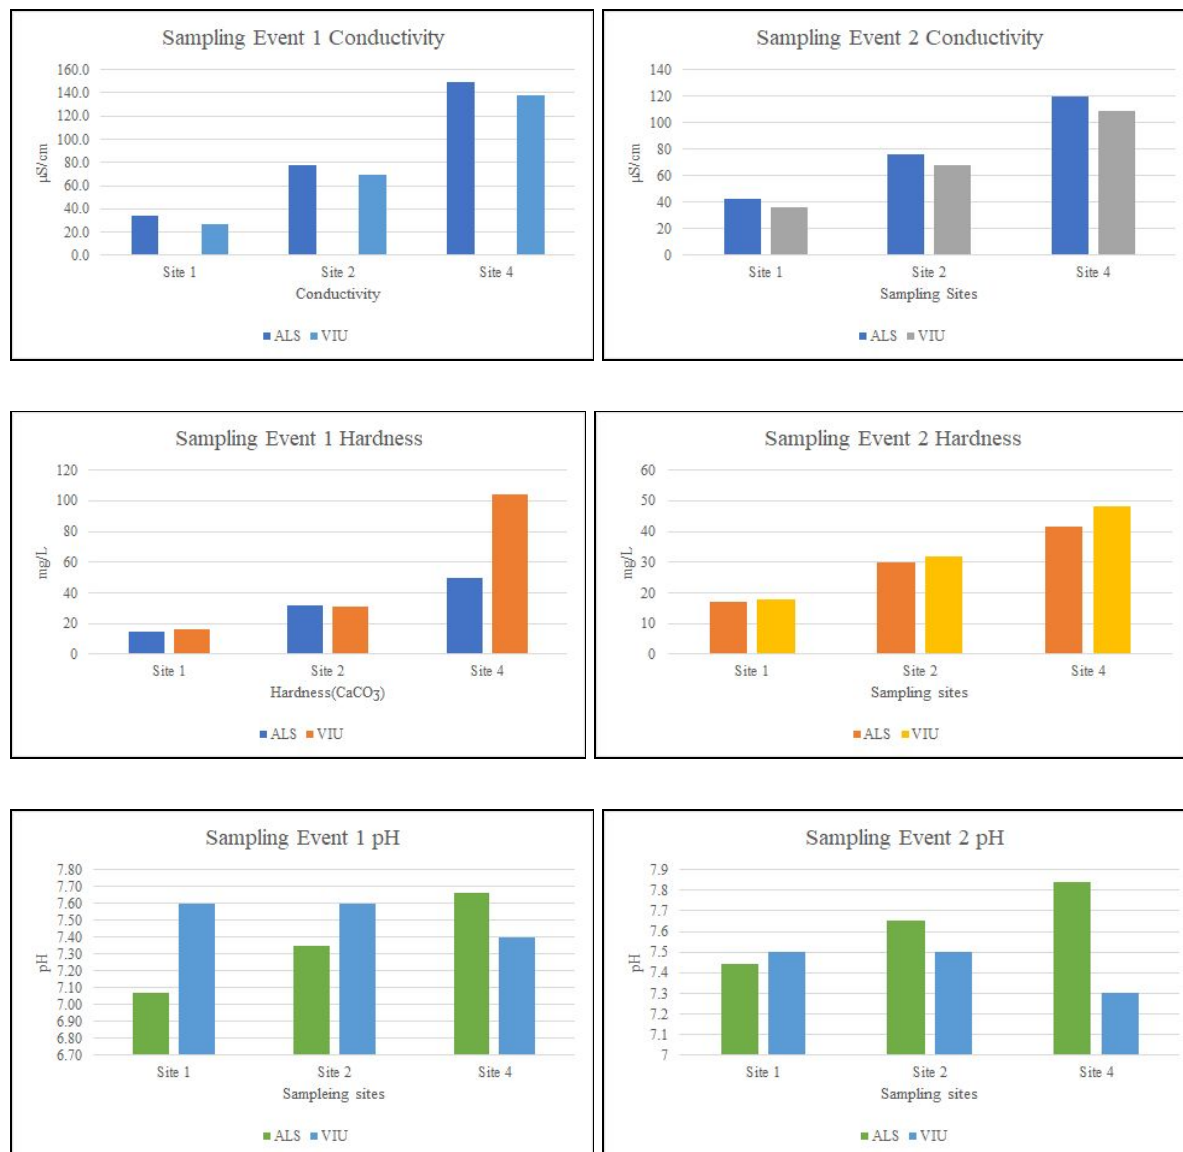 Sampling Event 1 Conductivity
160.0
140.0
120.0
100.0
80.0
60.0
40.0
20.0
0.0
µS/cm
Site 1 Site 2 Site 4
Conductivity
ALS VIU
Sampling Event 2 Conductivity
140
120
100
80
60
40
20
0
µS/cm
Site 1 Site 2 Site 4
Sampling Sites
ALS VIU
Sampling Event 1 Hardness
120
100
80
60
40
20
0
mg/L
Site 1 Site 2 Site 4
Hardness(CaCO3)
ALS VIU
Sampling Event 2 Hardness
60
50
40
30
20
10
0
mg/L
Site 1 Site 2 Site 4
Sampling sites
ALS VIU
Sampling Event 1 pH
7.80
7.70
7.60
7.50
7.40
7.30
7.20
7.10
7.00
6.90
6.80
6.70
pH
Site 1 Site 2 Site 4
Sampleing sites
ALS VIU
Sampling Event 2 pH
7.9
7.8
7.7
7.6
7.5
7.4
7.3
7.2
7.1
7
pH
Site 1 Site 2 Site 4
Sampling sites
ALS VIU